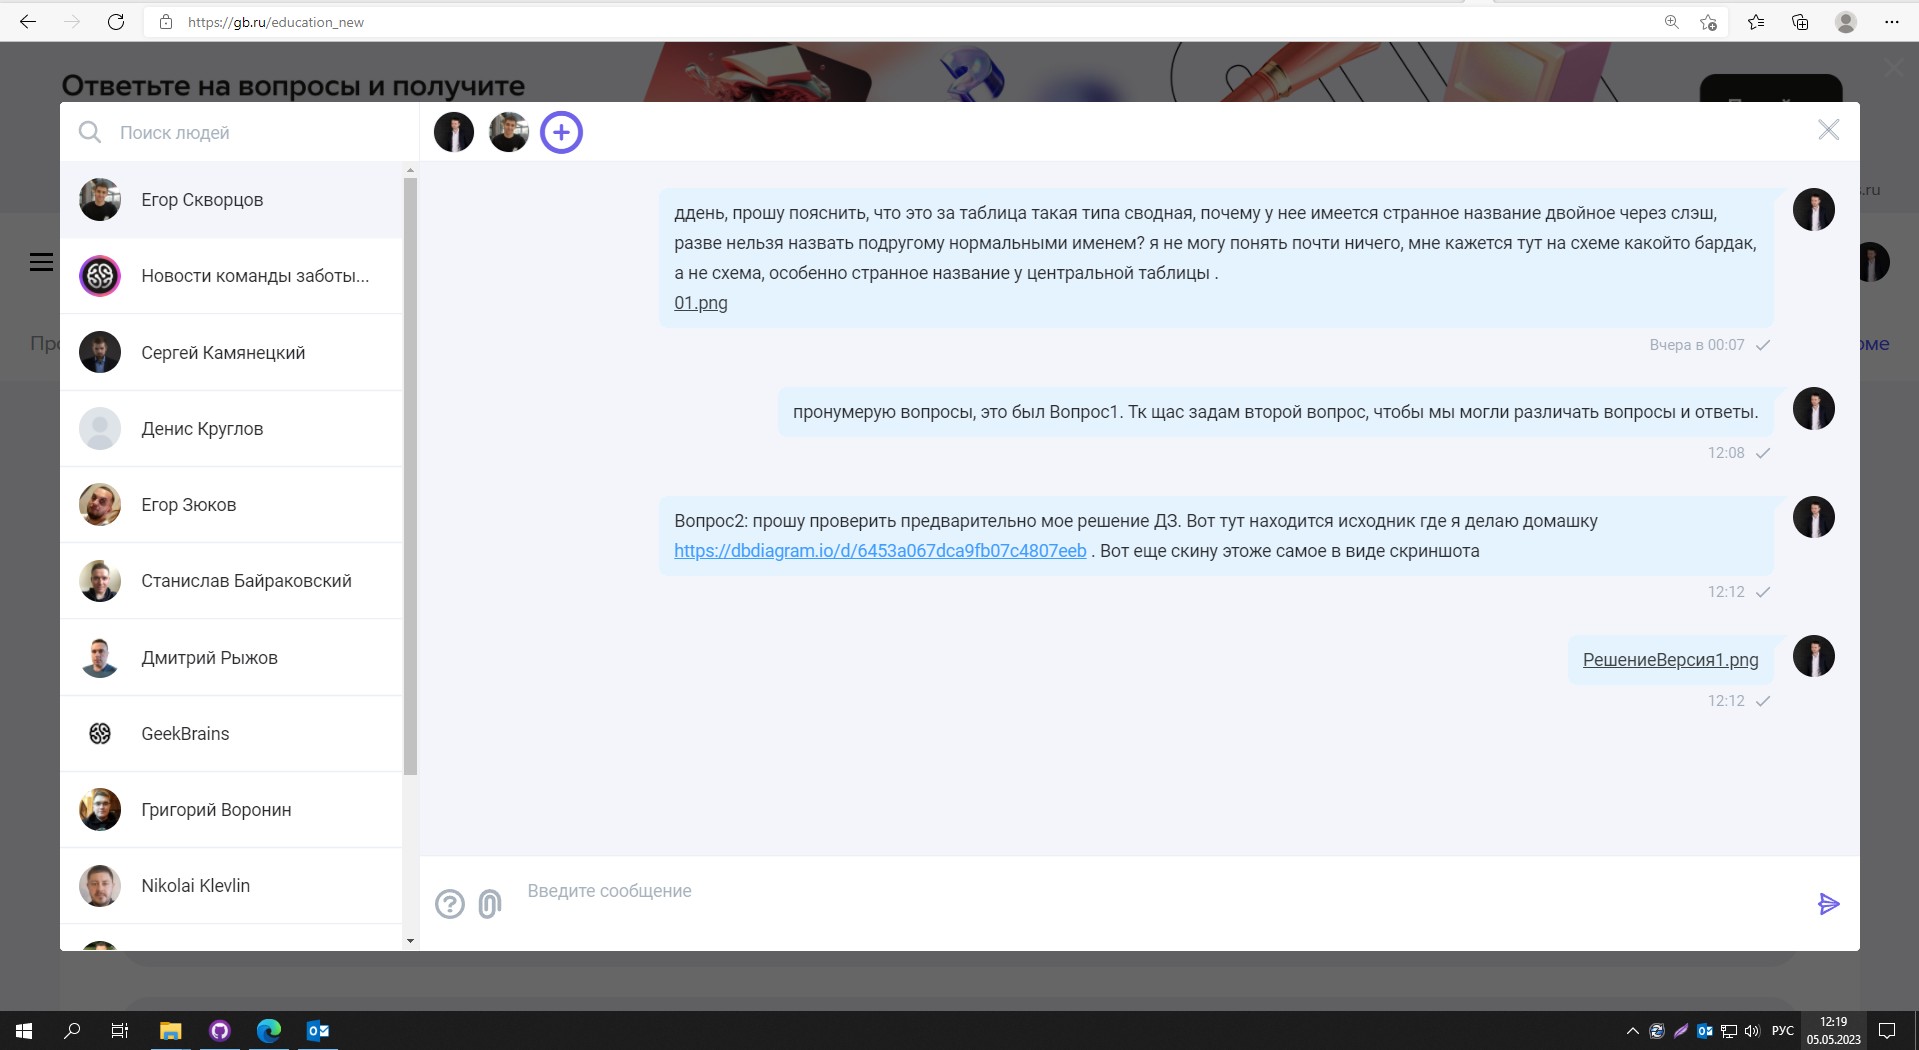 https://gb.ru/education_new
Ответьте на вопросы и получите
Поиск людей
Егор Скворцов
Новости команды заботы...
Сергей Камянецкий
Денис Круглов
Егор Зюков
Станислав Байраковский
Дмитрий Рыжов
GeekBrains
Григорий Воронин
Nikolai Klevlin
ддень, прошу пояснить, что это за таблица такая типа сводная, почему у нее имеется странное название двойное через слэш,
разве нельзя назвать подругому нормальными именем? я не могу понять почти ничего, мне кажется тут на схеме какойто бардак,
а не схема, особенно странное название у центральной таблицы .
01.png
Вчера в 00:07
пронумерую вопросы, это был Вопрос1. Тк щас задам второй вопрос, чтобы мы могли различать вопросы и ответы.
12:08
Вопрос2: прошу проверить предварительно мое решение ДЗ. Вот тут находится исходник где я делаю домашку
https://dbdiagram.io/d/6453a067dca9fb07c4807eeb . Вот еще скину этоже самое в виде скриншота
12:12
РешениеВерсия1.png
12:12
Введите сообщение
РУС
12:19
05.05.2023